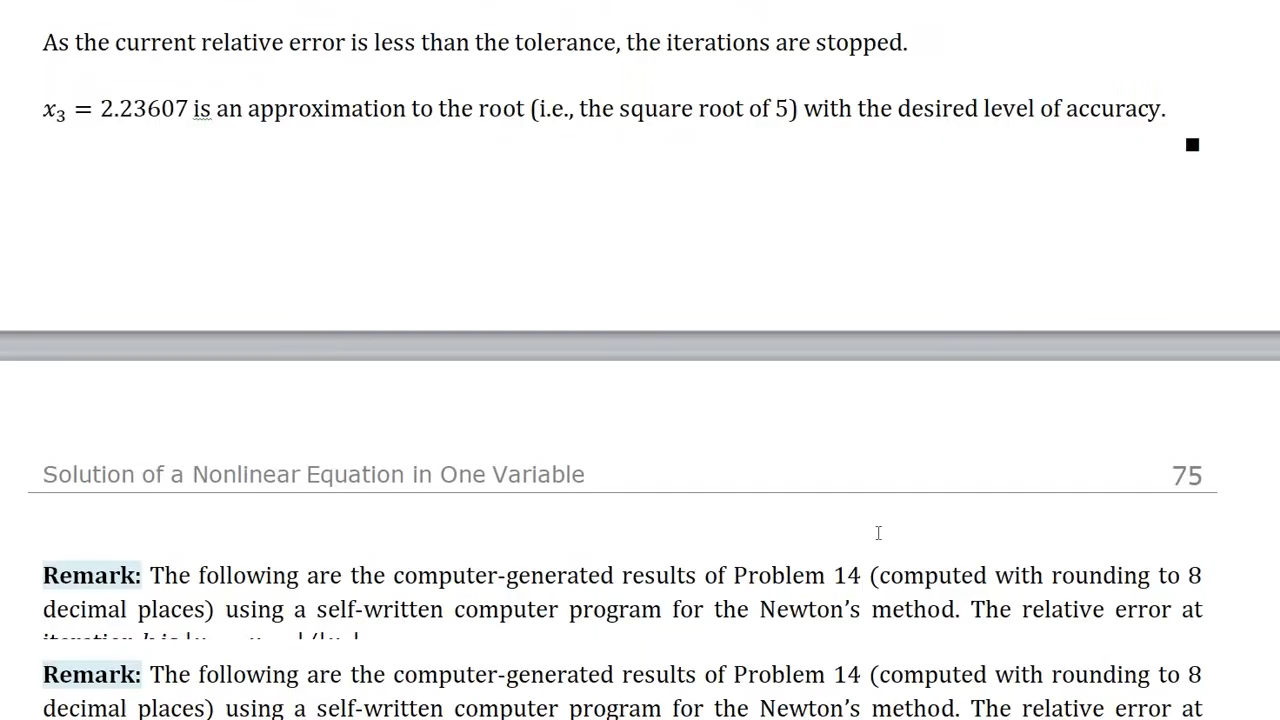 As the current relative error is less than the tolerance, the iterations are stopped.
x₃ = 2.23607 is an approximation to the root (i.e., the square root of 5) with the desired level of accuracy.
■
Solution of a Nonlinear Equation in One Variable 75
Remark: The following are the computer-generated results of Problem 14 (computed with rounding to 8
decimal places) using a self-written computer program for the Newton’s method. The relative error at
Remark: The following are the computer-generated results of Problem 14 (computed with rounding to 8
decimal places) using a self-written computer program for the Newton’s method. The relative error at